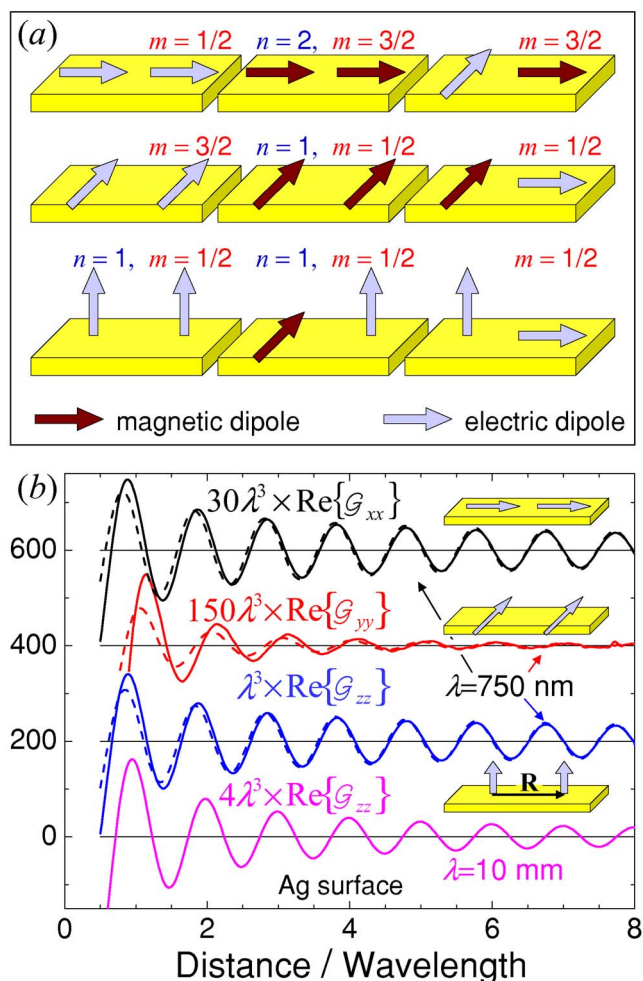 (a)
m = 1/2 n = 2, m = 3/2 m = 3/2
m = 3/2 n = 1, m = 1/2 m = 1/2
n = 1, m = 1/2 n = 1, m = 1/2 m = 1/2
magnetic dipole electric dipole
(b)
30λ³×Re{𝒢xx}
600
150λ³×Re{𝒢yy}
400
λ=750 nm
λ³×Re{𝒢zz}
200
R
4λ³×Re{𝒢zz}
0
λ=10 mm
Ag surface
0 2 4 6 8
Distance / Wavelength